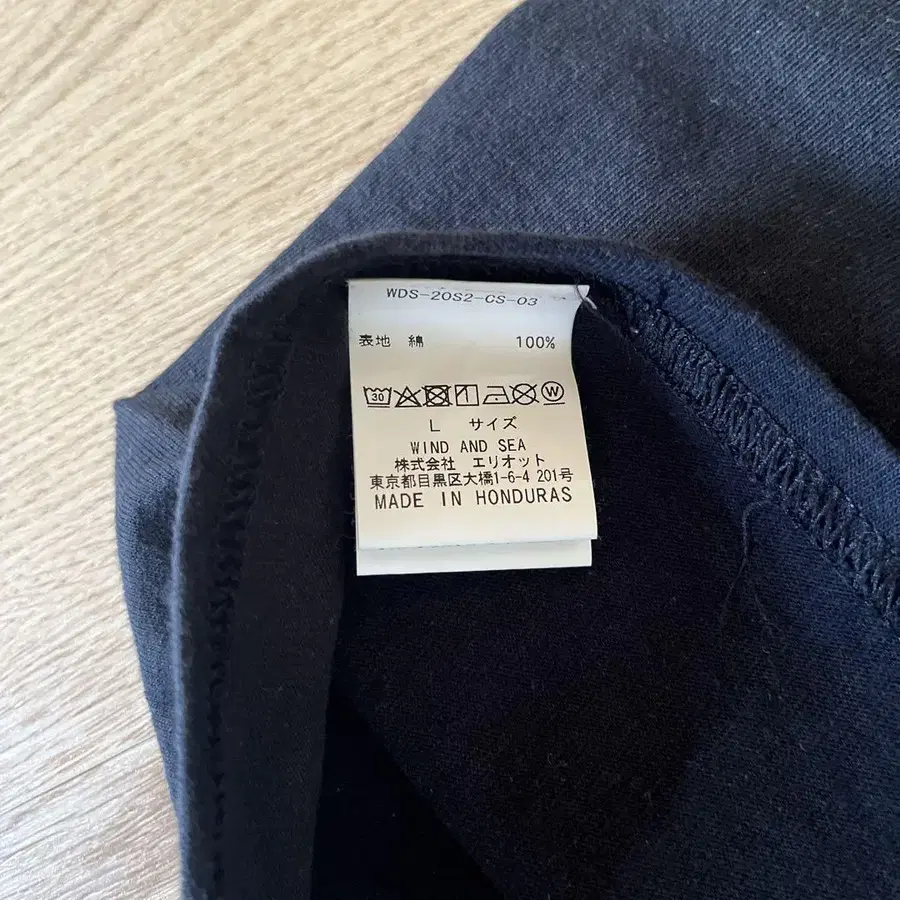 WDS-20S2-CS-03
表地 綿 100%
30 W
L サイズ
WIND AND SEA
株式会社 エリオット
東京都目黒区大橋1-6-4 201号
MADE IN HONDURAS